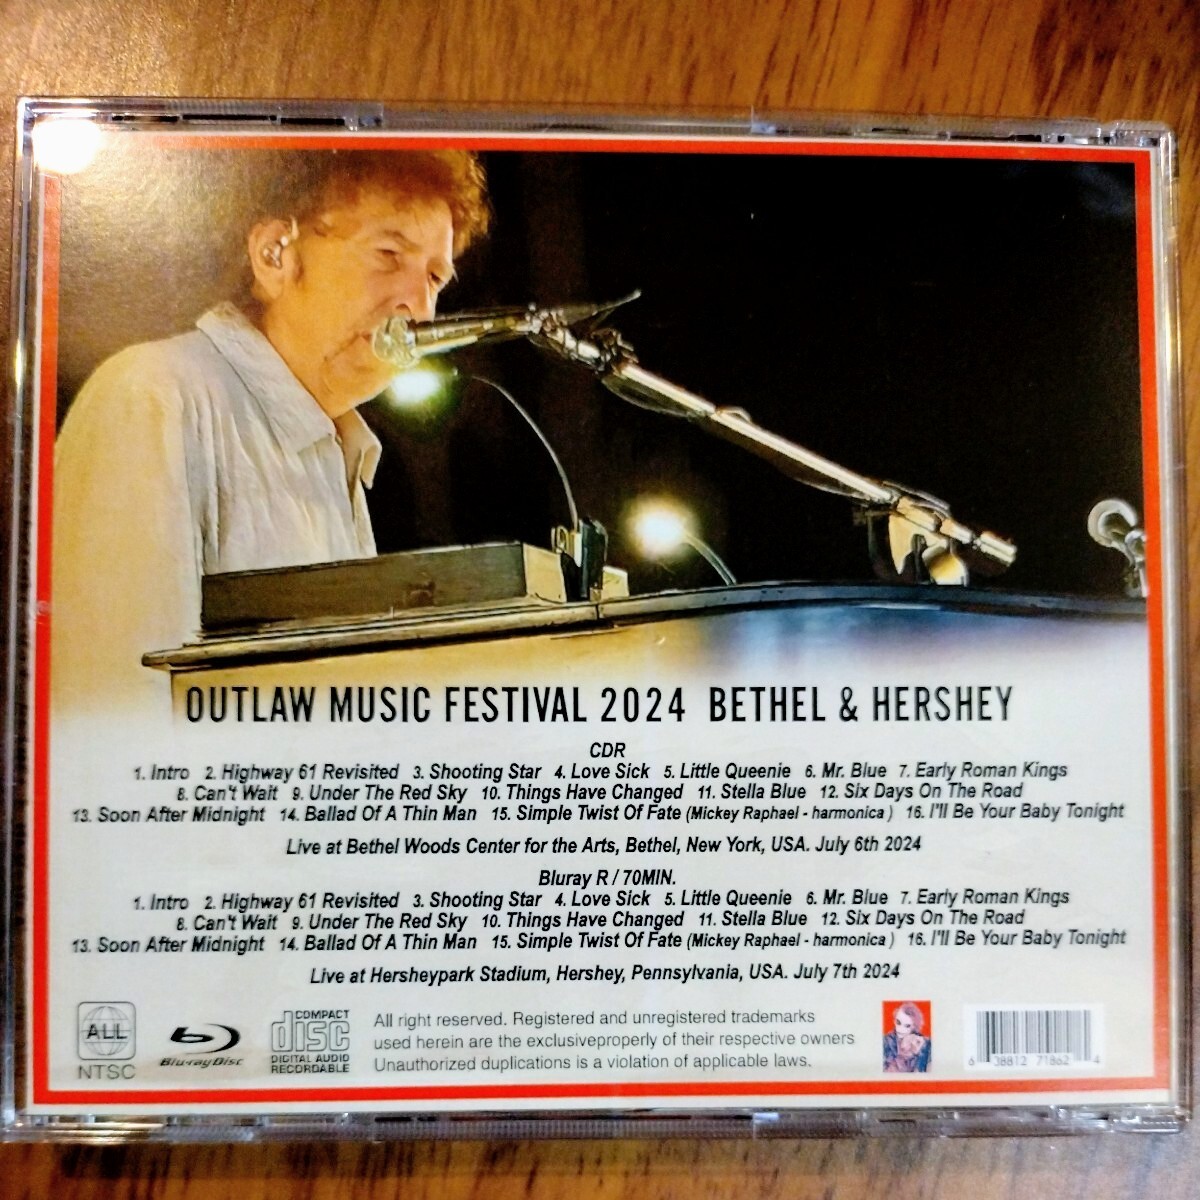 OUTLAW MUSIC FESTIVAL 2024 BETHEL & HERSHEY
CDR
1. Intro 2. Highway 61 Revisited 3. Shooting Star 4. Love Sick 5. Little Queenie 6. Mr. Blue 7. Early Roman Kings
8. Can't Wait 9. Under The Red Sky 10. Things Have Changed 11. Stella Blue 12. Six Days On The Road
13. Soon After Midnight 14. Ballad Of A Thin Man 15. Simple Twist Of Fate (Mickey Raphael - harmonica ) 16. I'll Be Your Baby Tonight
Live at Bethel Woods Center for the Arts, Bethel, New York, USA. July 6th 2024
Bluray R / 70MIN.
1. Intro 2. Highway 61 Revisited 3. Shooting Star 4. Love Sick 5. Little Queenie 6. Mr. Blue 7. Early Roman Kings
8. Can't Wait 9. Under The Red Sky 10. Things Have Changed 11. Stella Blue 12. Six Days On The Road
13. Soon After Midnight 14. Ballad Of A Thin Man 15. Simple Twist Of Fate (Mickey Raphael - harmonica ) 16. I'll Be Your Baby Tonight
Live at Hersheypark Stadium, Hershey, Pennsylvania, USA. July 7th 2024
ALL
NTSC
Blu-ray Disc
COMPACT
disc
DIGITAL AUDIO
RECORDABLE
All right reserved. Registered and unregistered trademarks
used herein are the exclusiveproperly of their respective owners
Unauthorized duplications is a violation of applicable laws.
6 38812 71862 4